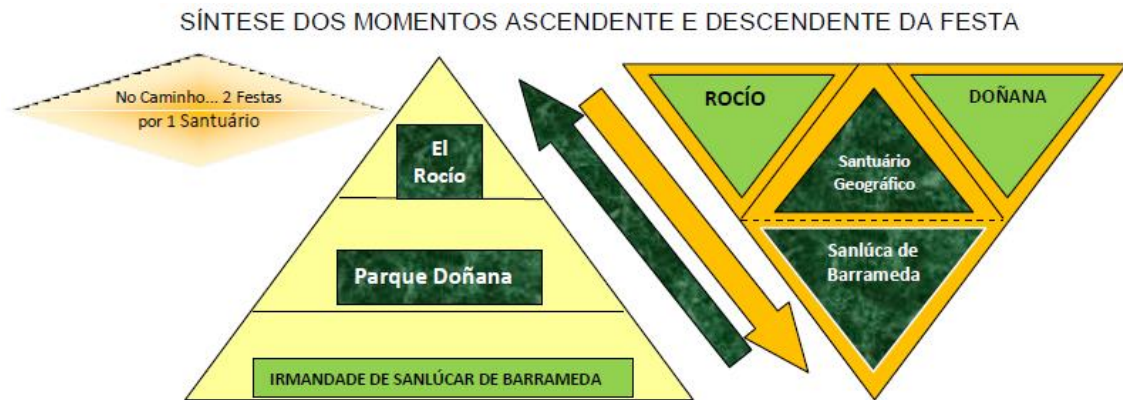 SÍNTESE DOS MOMENTOS ASCENDENTE E DESCENDENTE DA FESTA
No Caminho... 2 Festas
por 1 Santuário
El
Rocío
Parque Doñana
IRMANDADE DE SANLÚCAR DE BARRAMEDA
ROCÍO
DOÑANA
Santuário
Geográfico
Sanlúca de
Barrameda